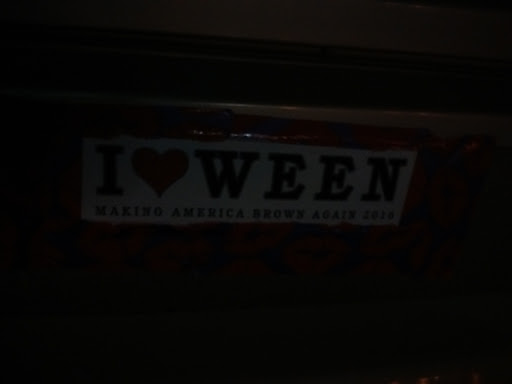 I ❤ WEEN
MAKING AMERICA BROWN AGAIN 2016